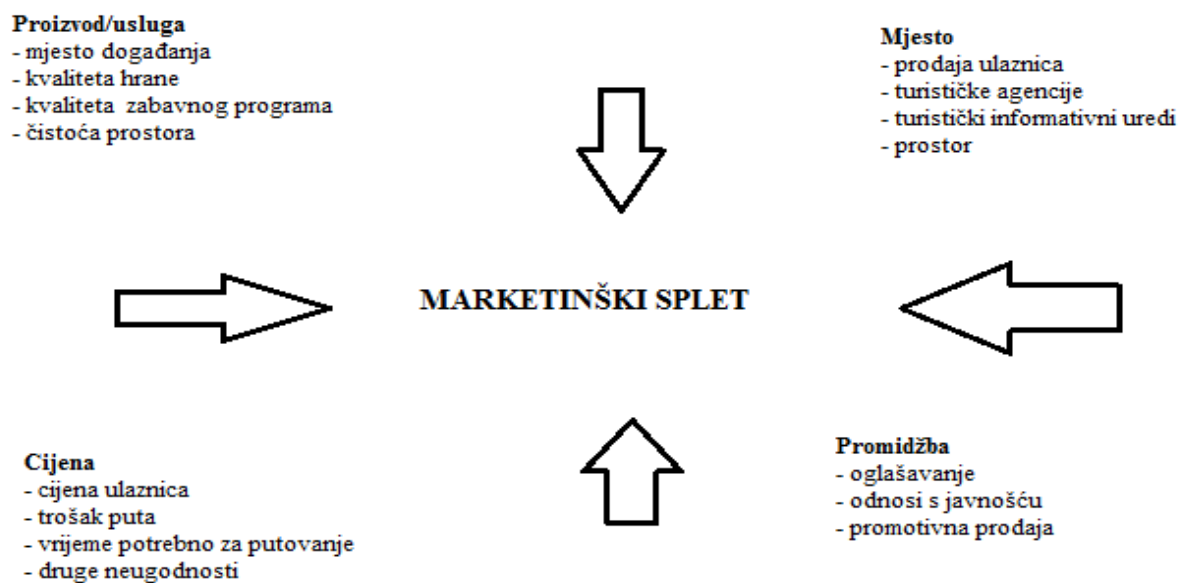 Proizvod/usluga
- mjesto događanja
- kvaliteta hrane
- kvaliteta zabavnog programa
- čistoća prostora
Mjesto
- prodaja ulaznica
- turističke agencije
- turistički informativni uredi
- prostor
MARKETINŠKI SPLET
Cijena
- cijena ulaznica
- trošak puta
- vrijeme potrebno za putovanje
- druge neugodnosti
Promidžba
- oglašavanje
- odnosi s javnošću
- promotivna prodaja